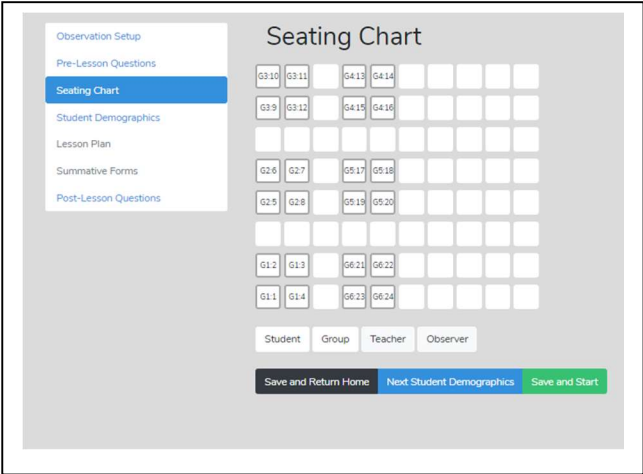 Observation Setup
Pre-Lesson Questions
Seating Chart
Student Demographics
Lesson Plan
Summative Forms
Post-Lesson Questions
Seating Chart
G3:10 G3:11 G4:13 G4:14
G3:9 G3:12 G4:15 G4:16
G2:6 G2:7 G5:17 G5:18
G2:5 G2:8 G5:19 G5:20
G1:2 G1:3 G6:21 G6:22
G1:1 G1:4 G6:23 G6:24
Student Group Teacher Observer
Save and Return Home Next Student Demographics Save and Start